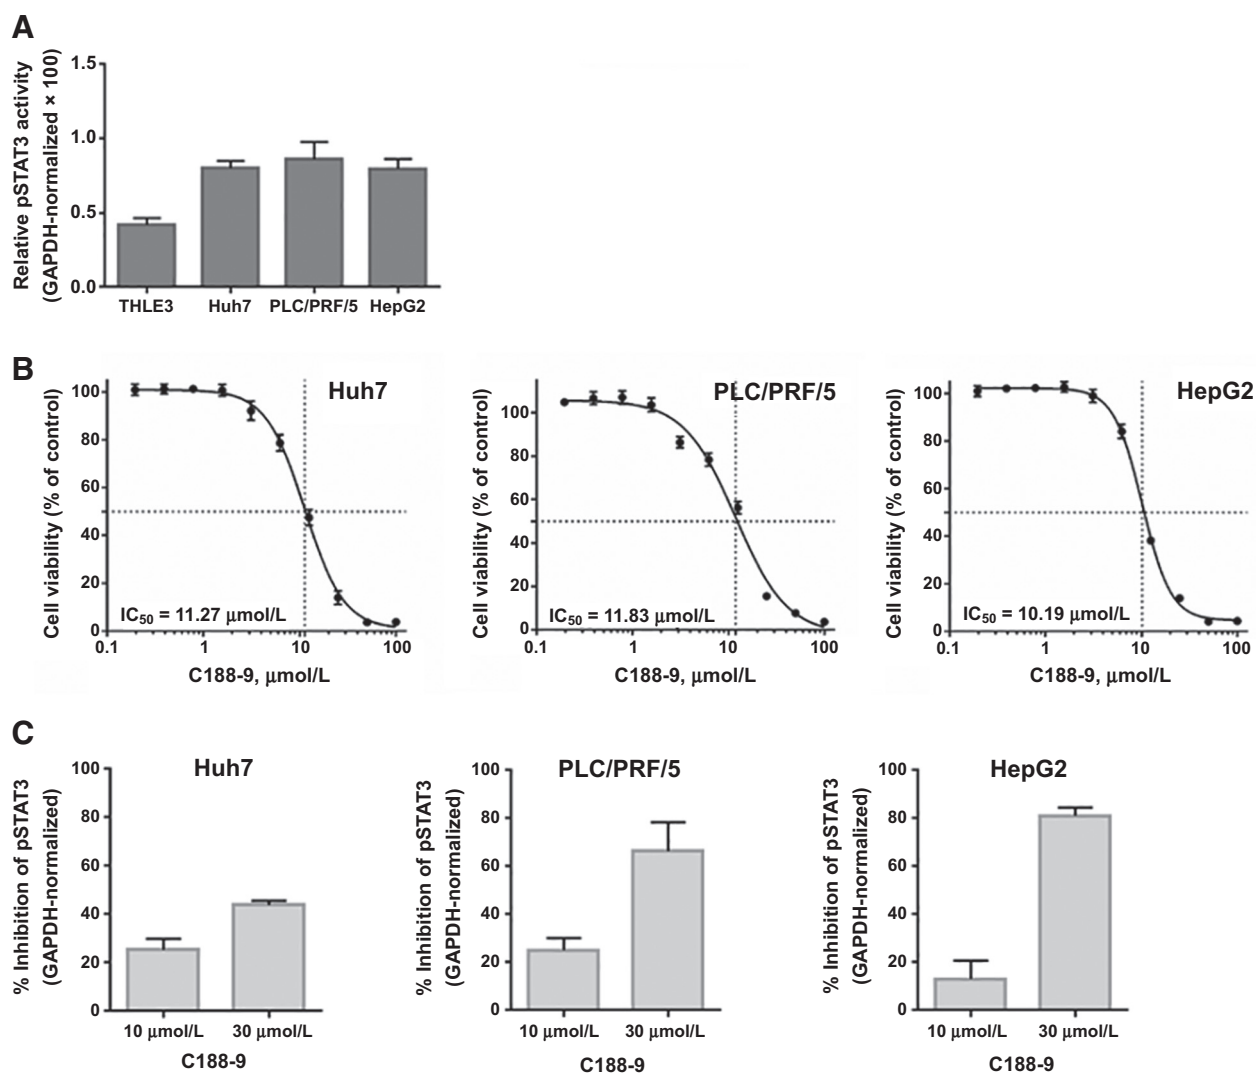 A
Relative pSTAT3 activity
(GAPDH-normalized × 100)
1.5
1.0
0.5
0.0
THLE3 Huh7 PLC/PRF/5 HepG2
B
Huh7
Cell viability (% of control)
100
80
60
40
20
0
IC50 = 11.27 μmol/L
0.1 1 10 100
C188-9, μmol/L
PLC/PRF/5
Cell viability (% of control)
100
80
60
40
20
0
IC50 = 11.83 μmol/L
0.1 1 10 100
C188-9, μmol/L
HepG2
Cell viability (% of control)
100
80
60
40
20
0
IC50 = 10.19 μmol/L
0.1 1 10 100
C188-9, μmol/L
C
Huh7
% Inhibition of pSTAT3
(GAPDH-normalized)
100
80
60
40
20
0
10 μmol/L 30 μmol/L
C188-9
PLC/PRF/5
% Inhibition of pSTAT3
(GAPDH-normalized)
100
80
60
40
20
0
10 μmol/L 30 μmol/L
C188-9
HepG2
% Inhibition of pSTAT3
(GAPDH-normalized)
100
80
60
40
20
0
10 μmol/L 30 μmol/L
C188-9